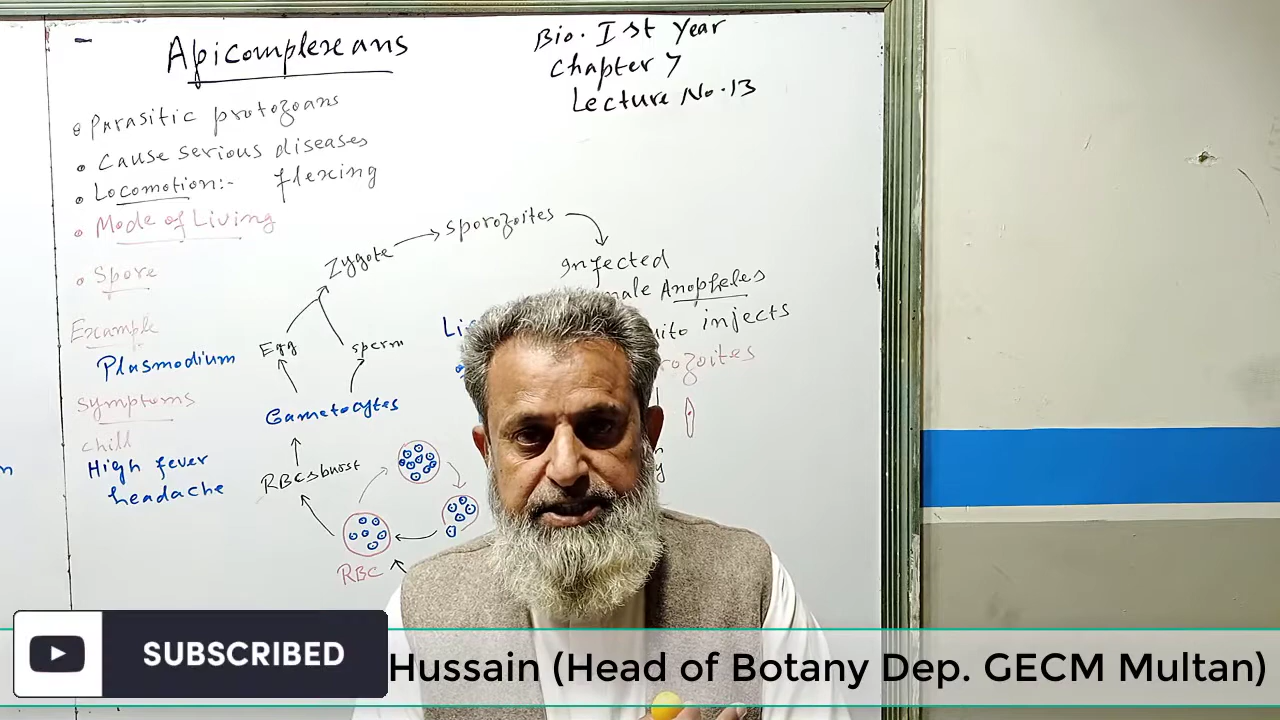 Apicomplexans
Bio. Ist Year
Chapter 7
Lecture No. 13
Parasitic protozoans
Cause serious diseases
Locomotion:- flexing
Mode of Living
Spore
Example
Plasmodium
Symptoms
Chill
High fever
headache
Zygote
Sporozoites
Infected
Anopheles
injects
Egg
sperm
Gametocytes
RBCs burst
RBC
SUBSCRIBED
Hussain (Head of Botany Dep. GECM Multan)